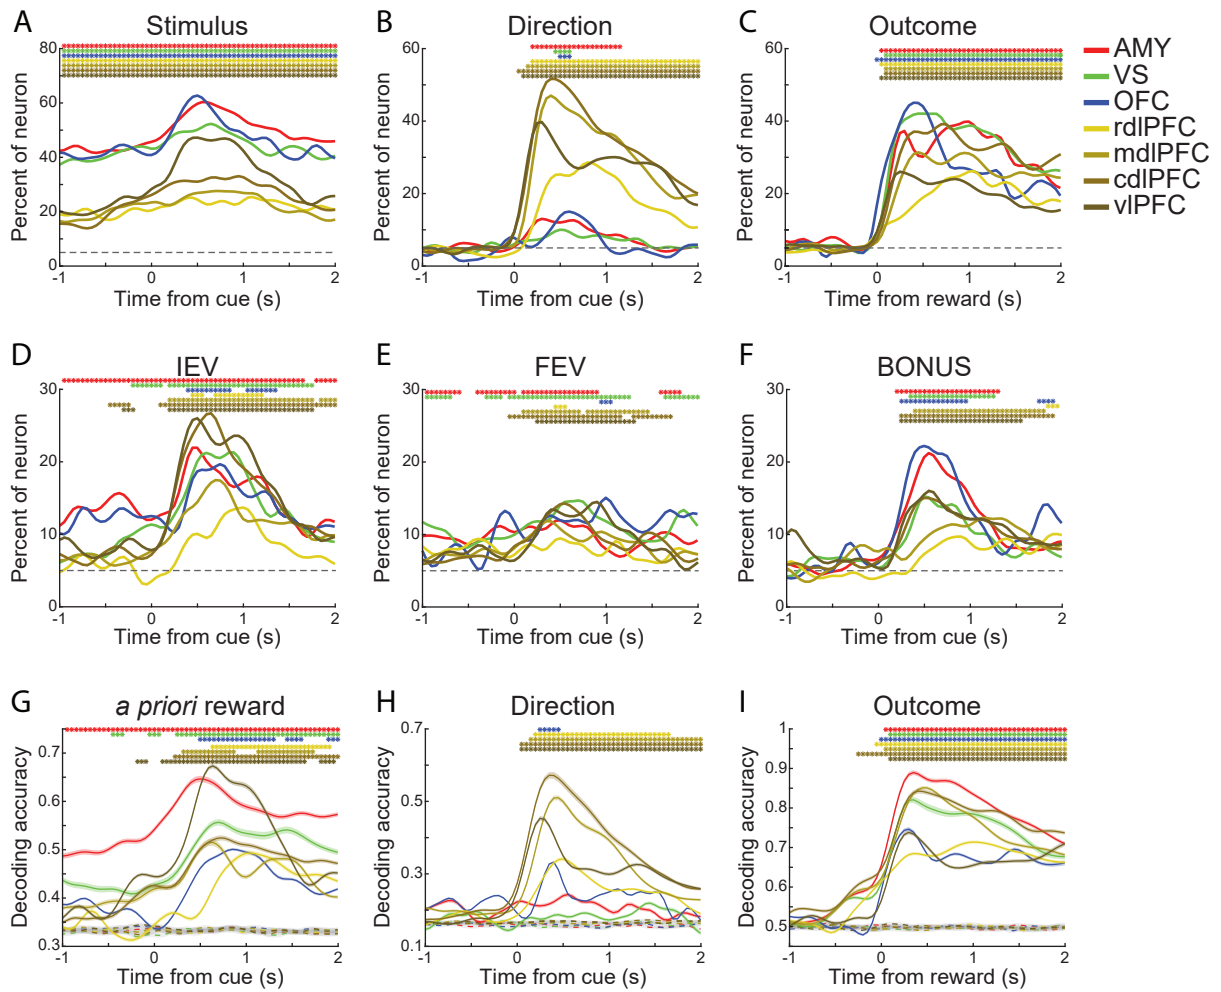 A Stimulus
B Direction
C Outcome
80
60
40
20
0
Percent of neuron
-1 0 1 2
Time from cue (s)
60
40
20
0
Percent of neuron
-1 0 1 2
Time from cue (s)
60
40
20
0
Percent of neuron
-1 0 1 2
Time from reward (s)
AMY
VS
OFC
rdlPFC
mdlPFC
cdlPFC
vlPFC
D IEV
E FEV
F BONUS
30
20
10
0
Percent of neuron
-1 0 1 2
Time from cue (s)
30
20
10
0
Percent of neuron
-1 0 1 2
Time from cue (s)
30
20
10
0
Percent of neuron
-1 0 1 2
Time from cue (s)
G a priori reward
H Direction
I Outcome
0.7
0.6
0.5
0.4
0.3
Decoding accuracy
-1 0 1 2
Time from cue (s)
0.7
0.5
0.3
0.1
Decoding accuracy
-1 0 1 2
Time from cue (s)
1
0.9
0.8
0.7
0.6
0.5
Decoding accuracy
-1 0 1 2
Time from reward (s)